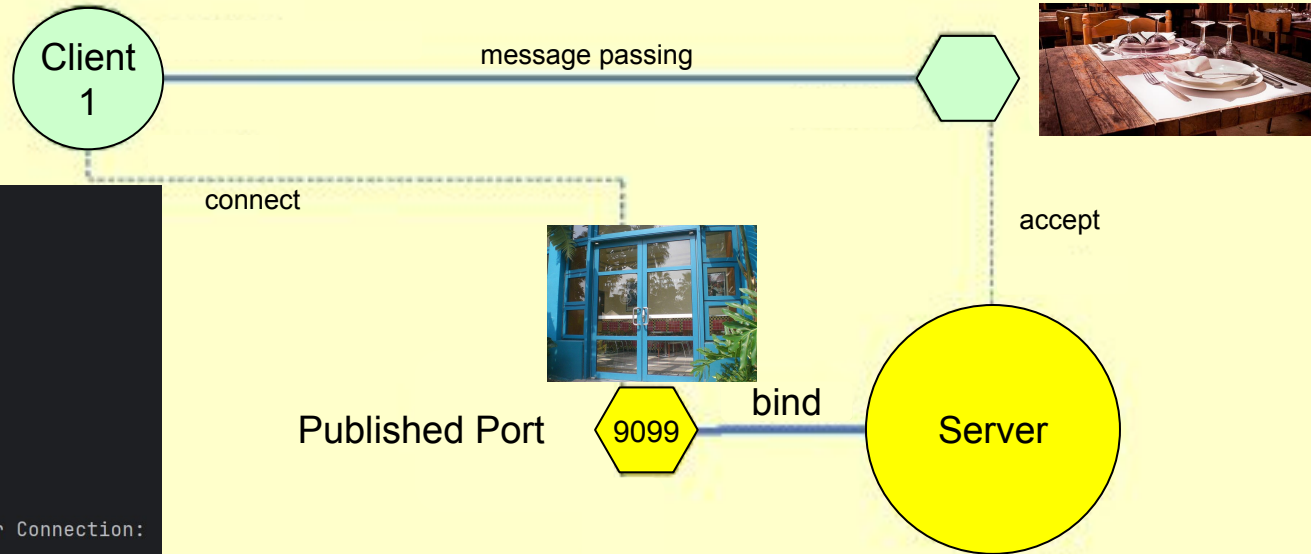 Client
1
message passing
connect
accept
Published Port
9099
bind
Server
Connection: